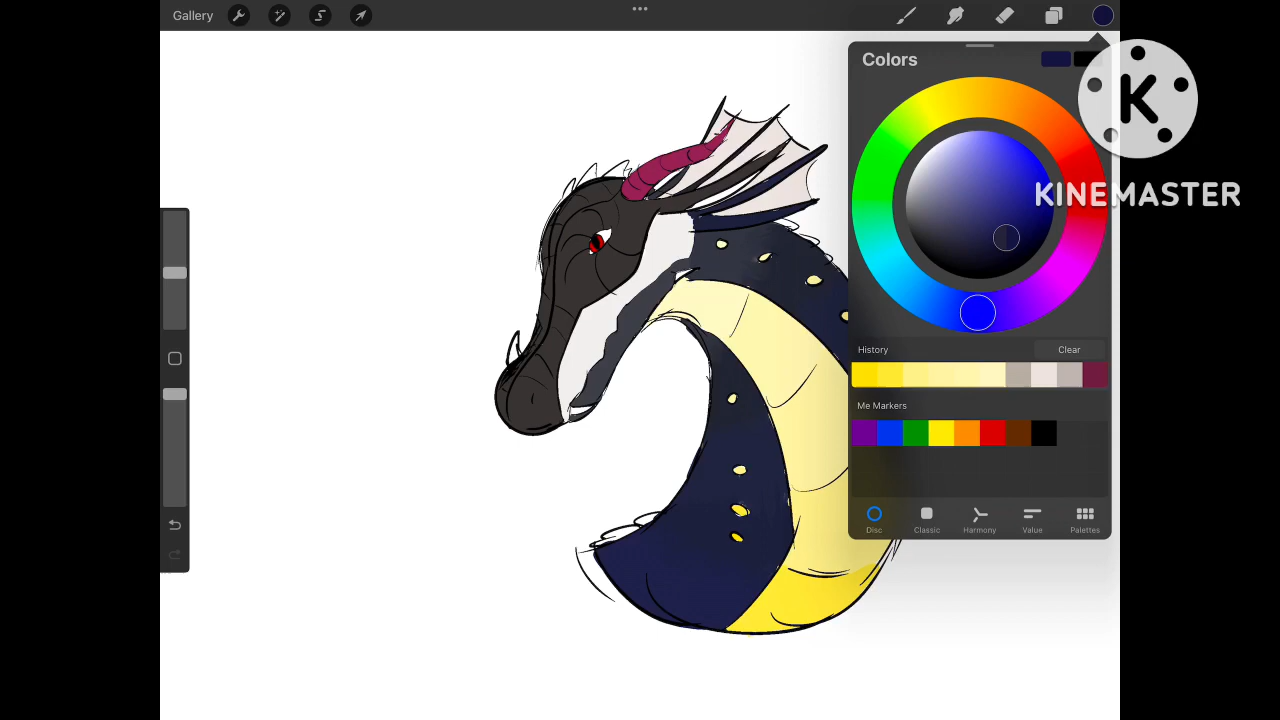 Gallery
Colors
K
KINEMASTER
History
Clear
Me Markers
Disc
Classic
Harmony
Value
Palettes